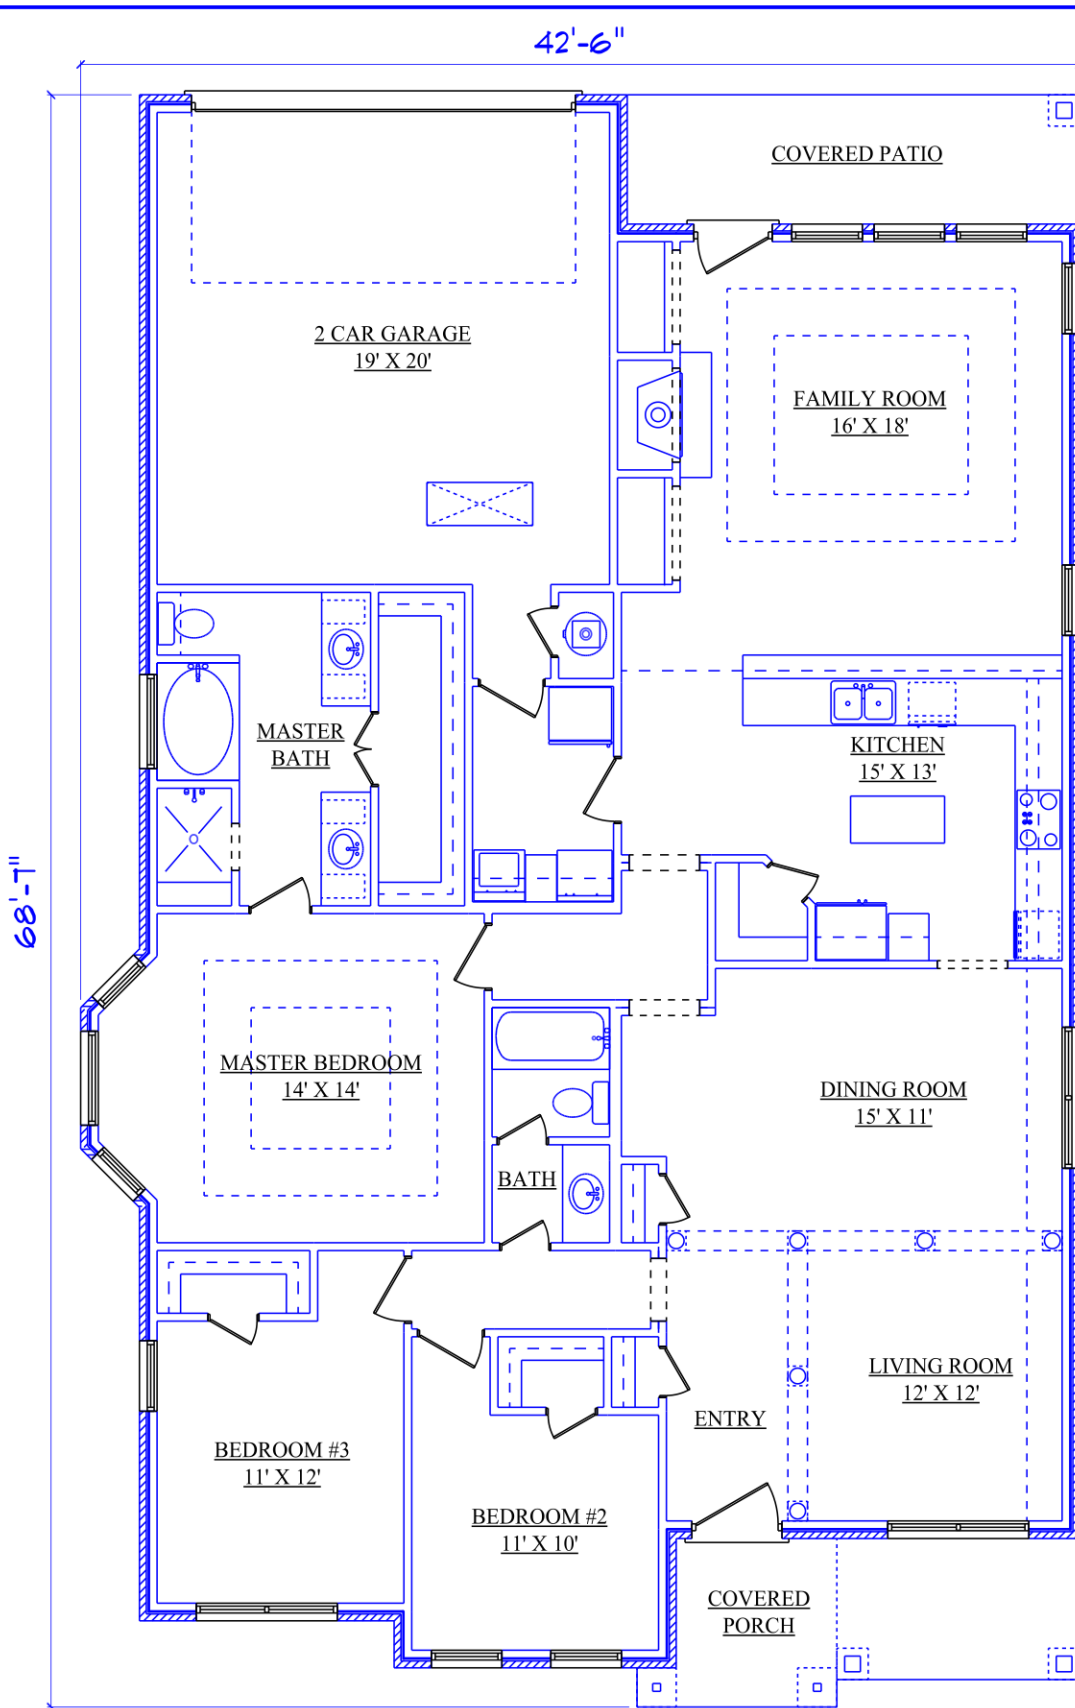 42'-6"
COVERED PATIO
2 CAR GARAGE
19' X 20'
FAMILY ROOM
16' X 18'
MASTER
BATH
KITCHEN
15' X 13'
68'-7"
MASTER BEDROOM
14' X 14'
DINING ROOM
15' X 11'
BATH
LIVING ROOM
12' X 12'
ENTRY
BEDROOM #3
11' X 12'
BEDROOM #2
11' X 10'
COVERED
PORCH